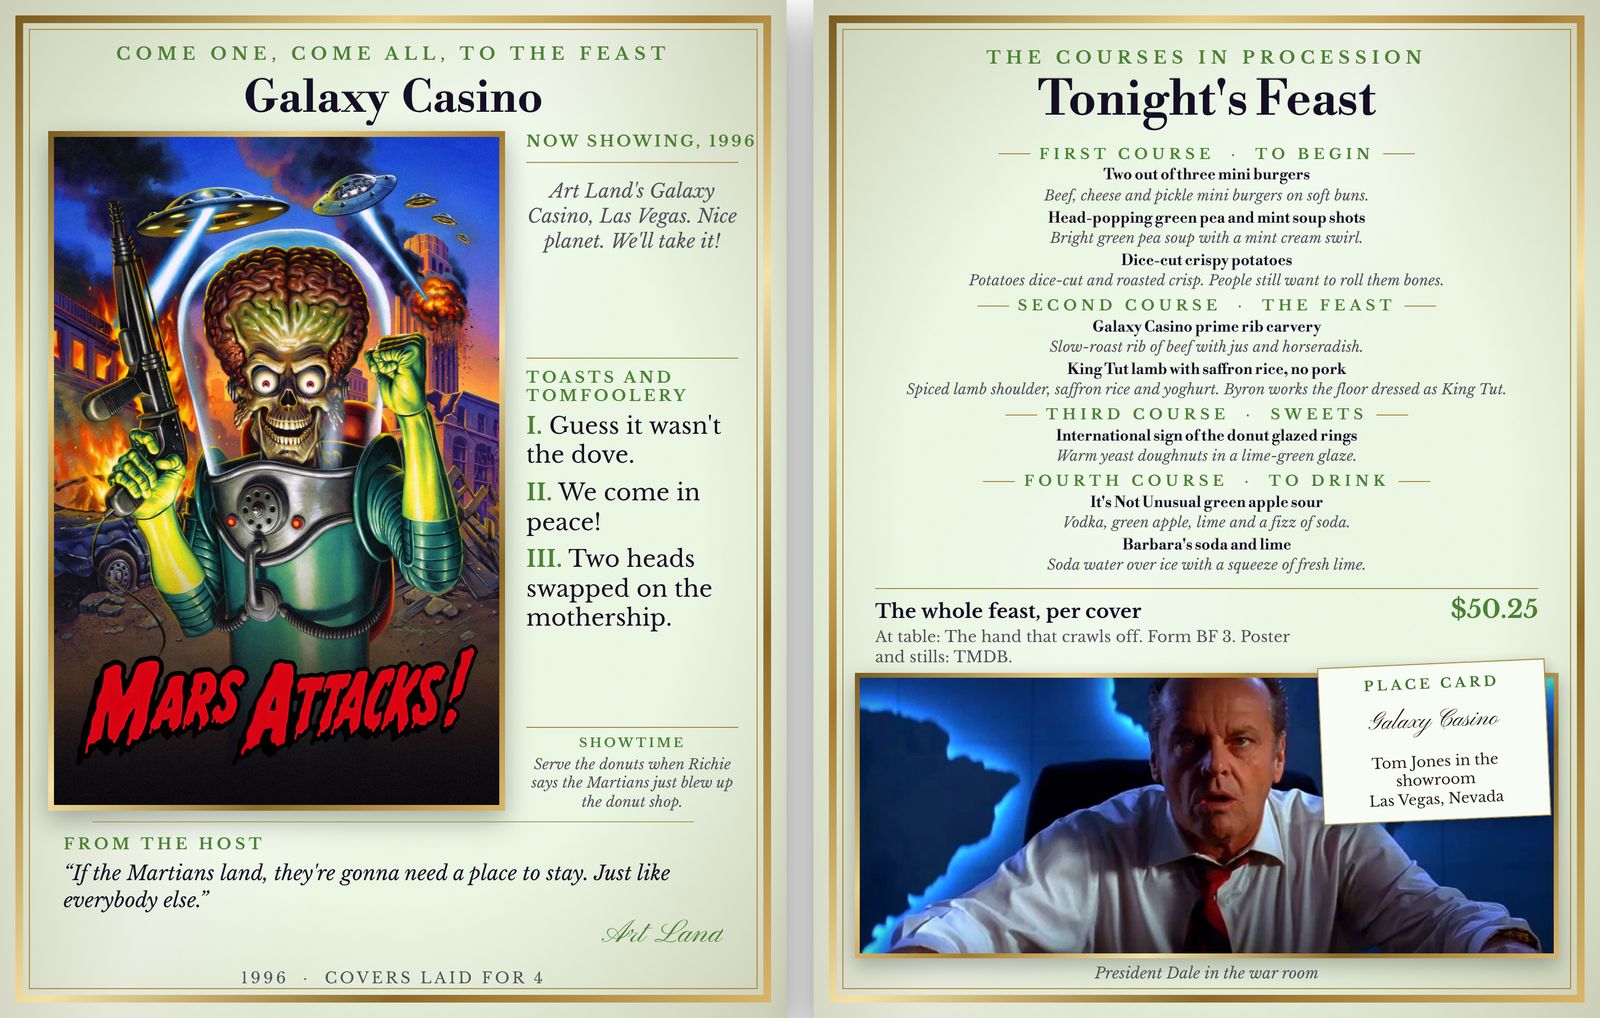 COME ONE, COME ALL, TO THE FEAST
Galaxy Casino
MARS ATTACKS!
NOW SHOWING, 1996
Art Land's Galaxy
Casino, Las Vegas. Nice
planet. We'll take it!
TOASTS AND
TOMFOOLERY
I. Guess it wasn't
the dove.
II. We come in
peace!
III. Two heads
swapped on the
mothership.
SHOWTIME
Serve the donuts when Richie
says the Martians just blew up
the donut shop.
FROM THE HOST
“If the Martians land, they're gonna need a place to stay. Just like
everybody else.”
Art Land
1996 · COVERS LAID FOR 4
THE COURSES IN PROCESSION
Tonight's Feast
FIRST COURSE · TO BEGIN
Two out of three mini burgers
Beef, cheese and pickle mini burgers on soft buns.
Head-popping green pea and mint soup shots
Bright green pea soup with a mint cream swirl.
Dice-cut crispy potatoes
Potatoes dice-cut and roasted crisp. People still want to roll them bones.
SECOND COURSE · THE FEAST
Galaxy Casino prime rib carvery
Slow-roast rib of beef with jus and horseradish.
King Tut lamb with saffron rice, no pork
Spiced lamb shoulder, saffron rice and yoghurt. Byron works the floor dressed as King Tut.
THIRD COURSE · SWEETS
International sign of the donut glazed rings
Warm yeast doughnuts in a lime-green glaze.
FOURTH COURSE · TO DRINK
It's Not Unusual green apple sour
Vodka, green apple, lime and a fizz of soda.
Barbara's soda and lime
Soda water over ice with a squeeze of fresh lime.
The whole feast, per cover $50.25
At table: The hand that crawls off. Form BF 3. Poster
and stills: TMDB.
PLACE CARD
Galaxy Casino
Tom Jones in the
showroom
Las Vegas, Nevada
President Dale in the war room